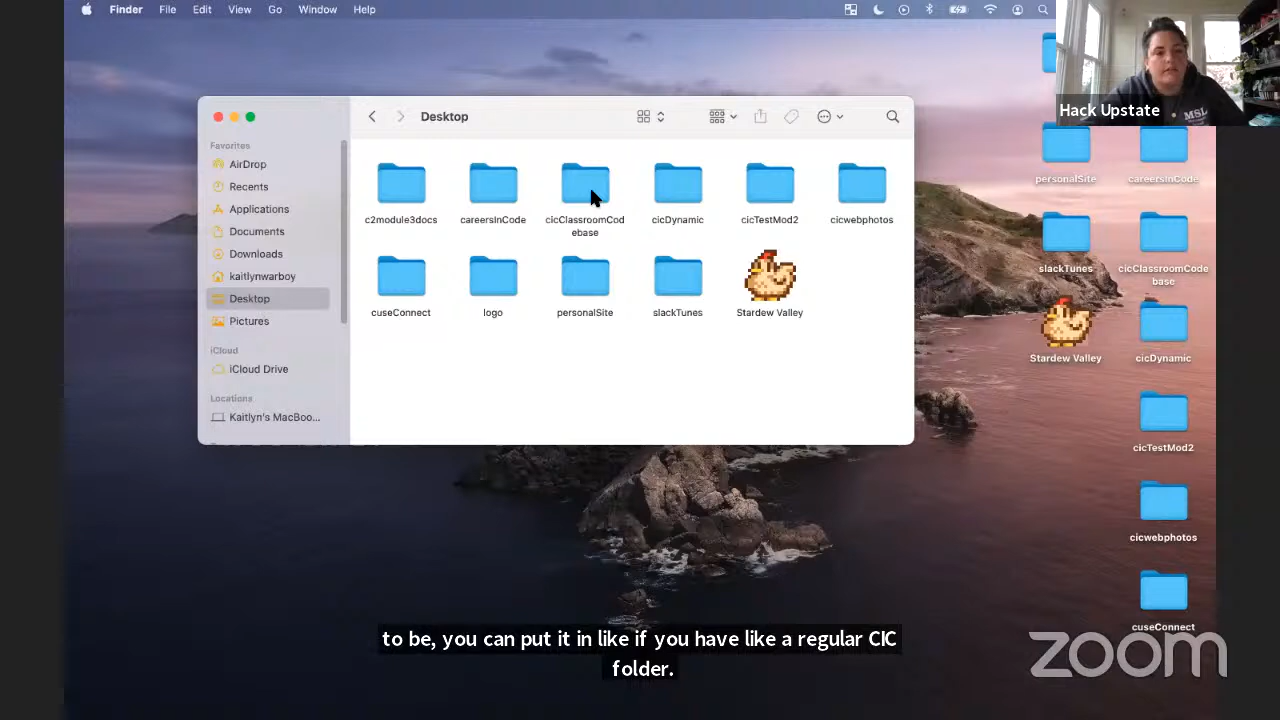 Finder File Edit View Go Window Help
Hack Upstate
MSL
Desktop
Favorites
AirDrop
Recents
Applications
Documents
Downloads
kaitlynwarboy
Desktop
Pictures
iCloud
iCloud Drive
Locations
Kaitlyn's MacBoo...
c2module3docs
careersInCode
cicClassroomCod
ebase
cicDynamic
cicTestMod2
cicwebphotos
cuseConnect
logo
personalSite
slackTunes
Stardew Valley
personalSite
careersInCode
slackTunes
cicClassroomCode
base
Stardew Valley
cicDynamic
cicTestMod2
cicwebphotos
cuseConnect
to be, you can put it in like if you have like a regular CIC
folder.
zoom